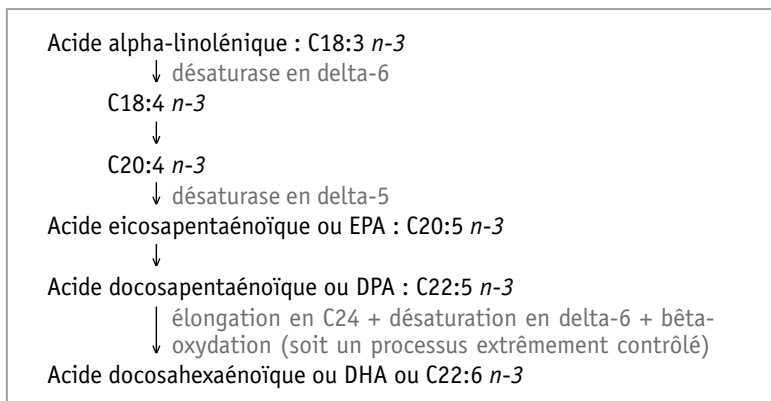 Acide alpha-linolénique : C18:3 n-3
↓ désaturase en delta-6
C18:4 n-3
↓
C20:4 n-3
↓ désaturase en delta-5
Acide eicosapentaénoïque ou EPA : C20:5 n-3
↓
Acide docosapentaénoïque ou DPA : C22:5 n-3
élongation en C24 + désaturation en delta-6 + bêta-
↓ oxydation (soit un processus extrêmement contrôlé)
Acide docosahexaénoïque ou DHA ou C22:6 n-3